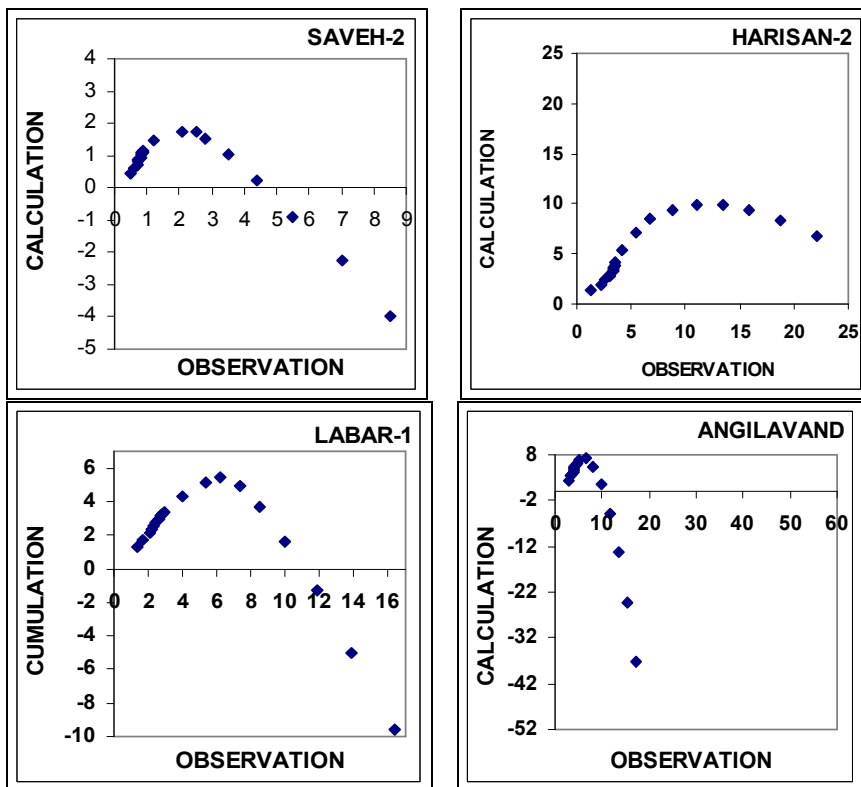 SAVEH-2
4
3
2
1
0
-1
-2
-3
-4
-5
0 1 2 3 4 5 6 7 8 9
CALCULATION
OBSERVATION
HARISAN-2
25
20
15
10
5
0
0 5 10 15 20 25
CALCULATION
OBSERVATION
LABAR-1
6
4
2
0
-2
-4
-6
-8
-10
0 2 4 6 8 10 12 14 16
CUMULATION
OBSERVATION
ANGILAVAND
8
-2
-12
-22
-32
-42
-52
0 10 20 30 40 50 60
CALCULATION
OBSERVATION